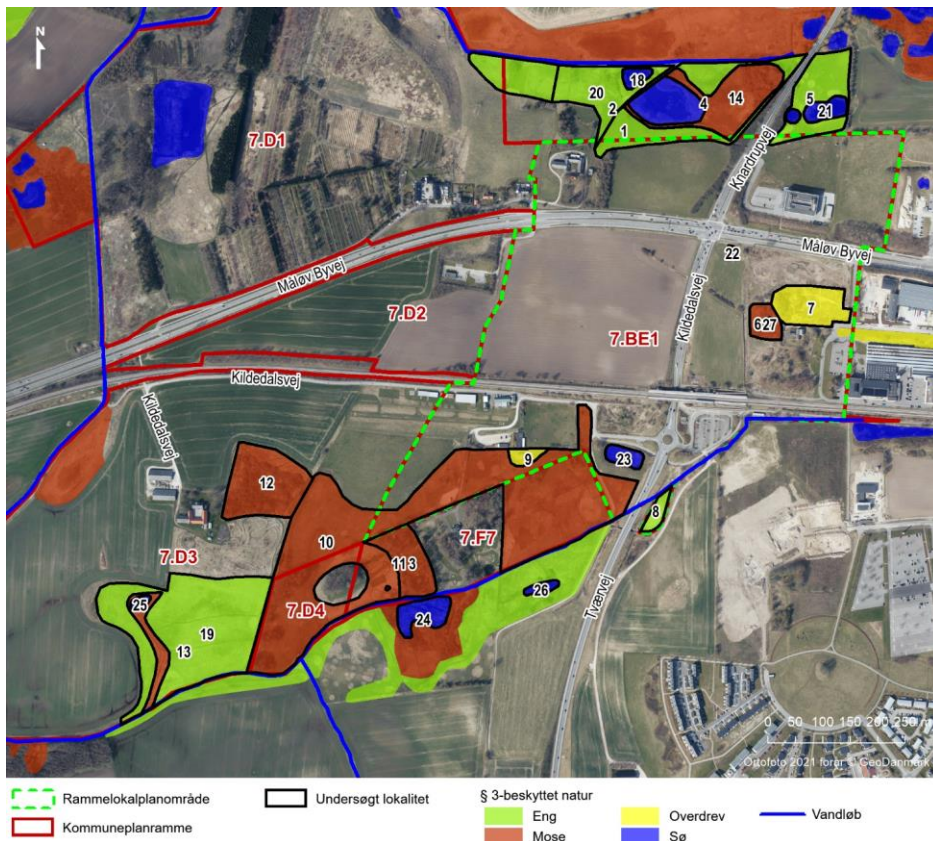 N
18
20
2
4
14
5
21
1
7.D1
Knardrupvej
Måløv Byvej
22
Måløv Byvej
7.D2
Kildedalsvej
7.BE1
7
6
27
Kildedalsvej
Kildedalsvej
9
23
12
8
10
7.F7
7.D3
11
3
26
7.D4
24
Tværvej
25
19
13
0 50 100 150 200 250
Ortofoto 2021 forår © GeoDanmark
Rammelokalplanområde
Undersøgt lokalitet
§ 3-beskyttet natur
Eng
Overdrev
Vandløb
Kommuneplanramme
Mose
Sø